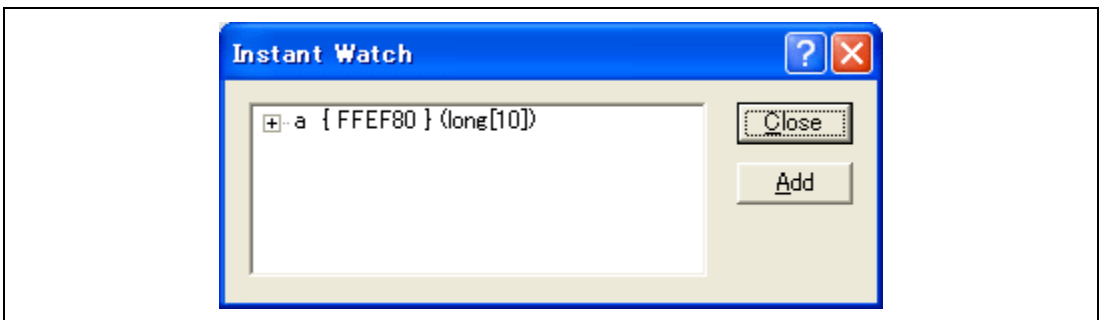 Instant Watch
a { FFEF80 } (long[10])
Close
Add